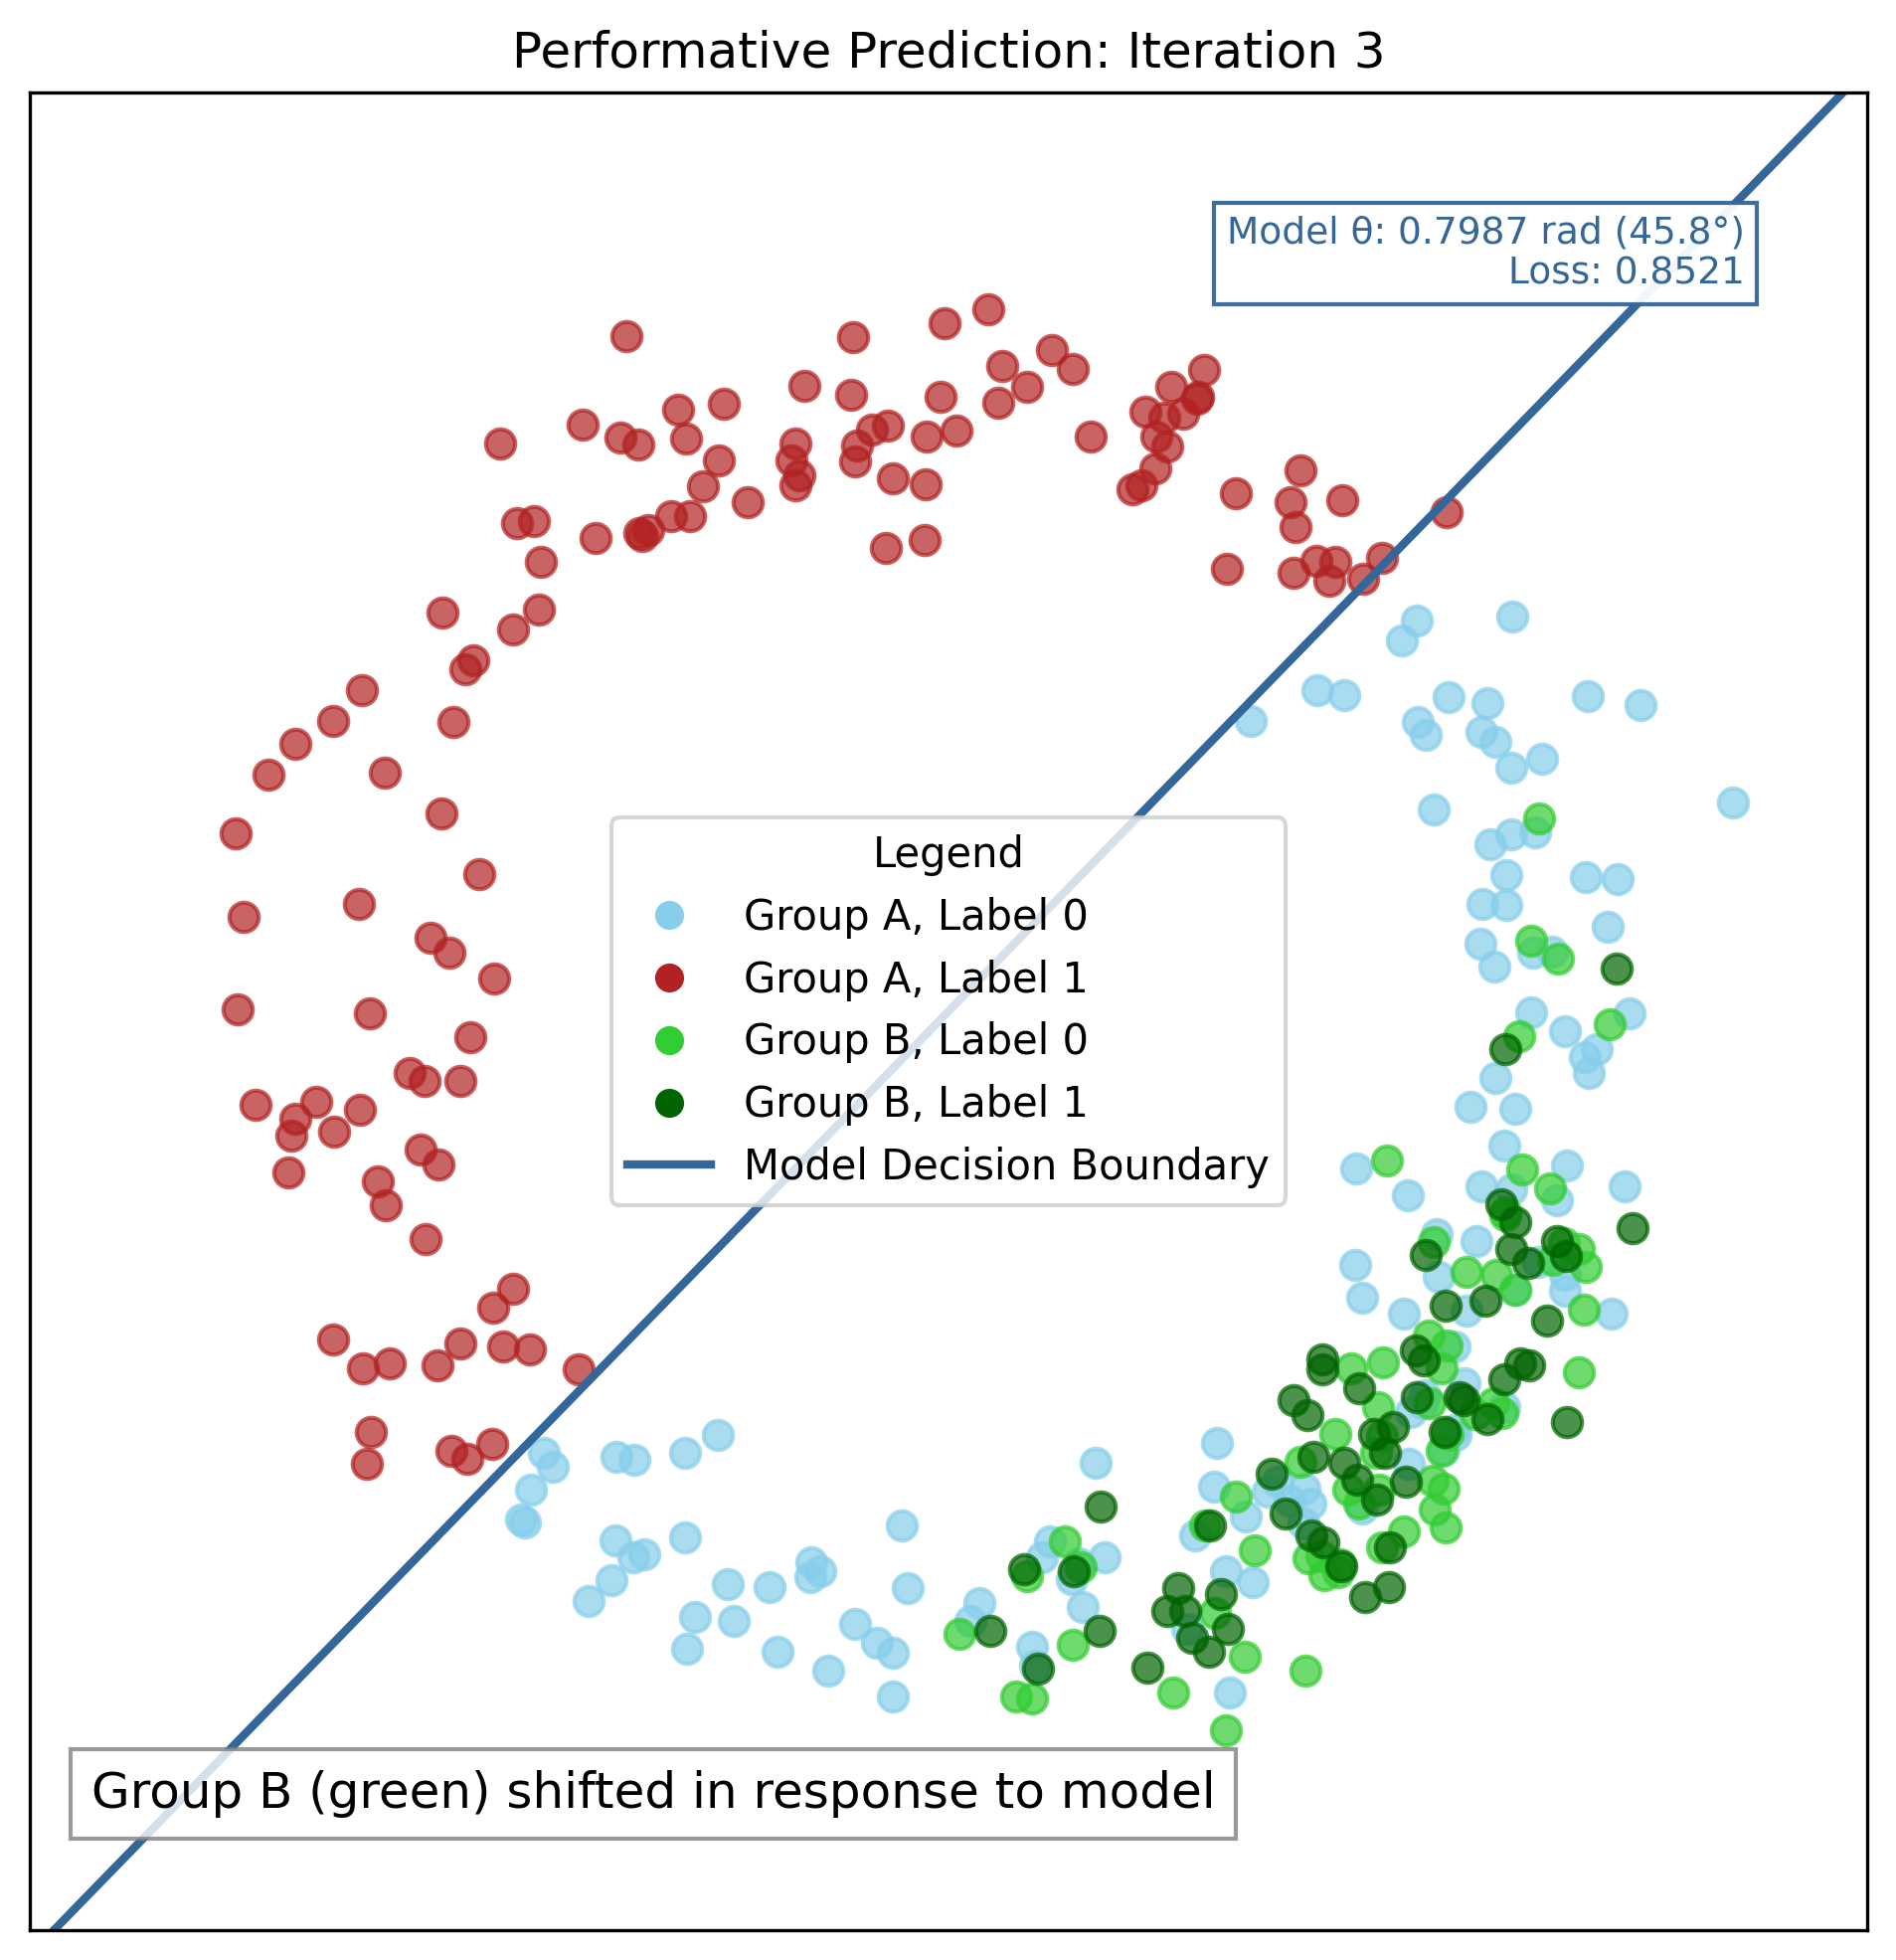 Performative Prediction: Iteration 3
Model θ: 0.7987 rad (45.8°)
Loss: 0.8521
Legend
Group A, Label 0
Group A, Label 1
Group B, Label 0
Group B, Label 1
Model Decision Boundary
Group B (green) shifted in response to model